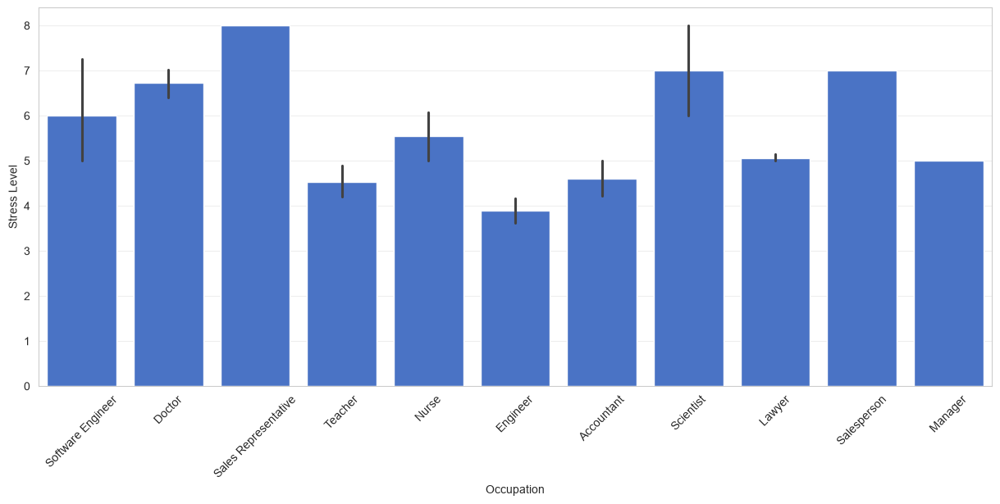 8
7
6
5
4
3
2
1
0
Stress Level
Software Engineer
Doctor
Sales Representative
Teacher
Nurse
Engineer
Accountant
Scientist
Lawyer
Salesperson
Manager
Occupation